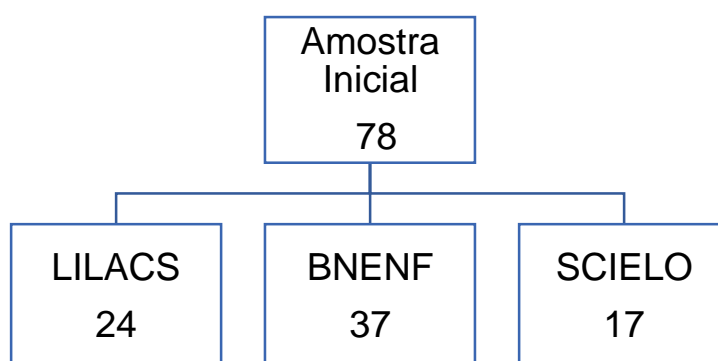 Amostra
Inicial
78
LILACS
24
BNENF
37
SCIELO
17